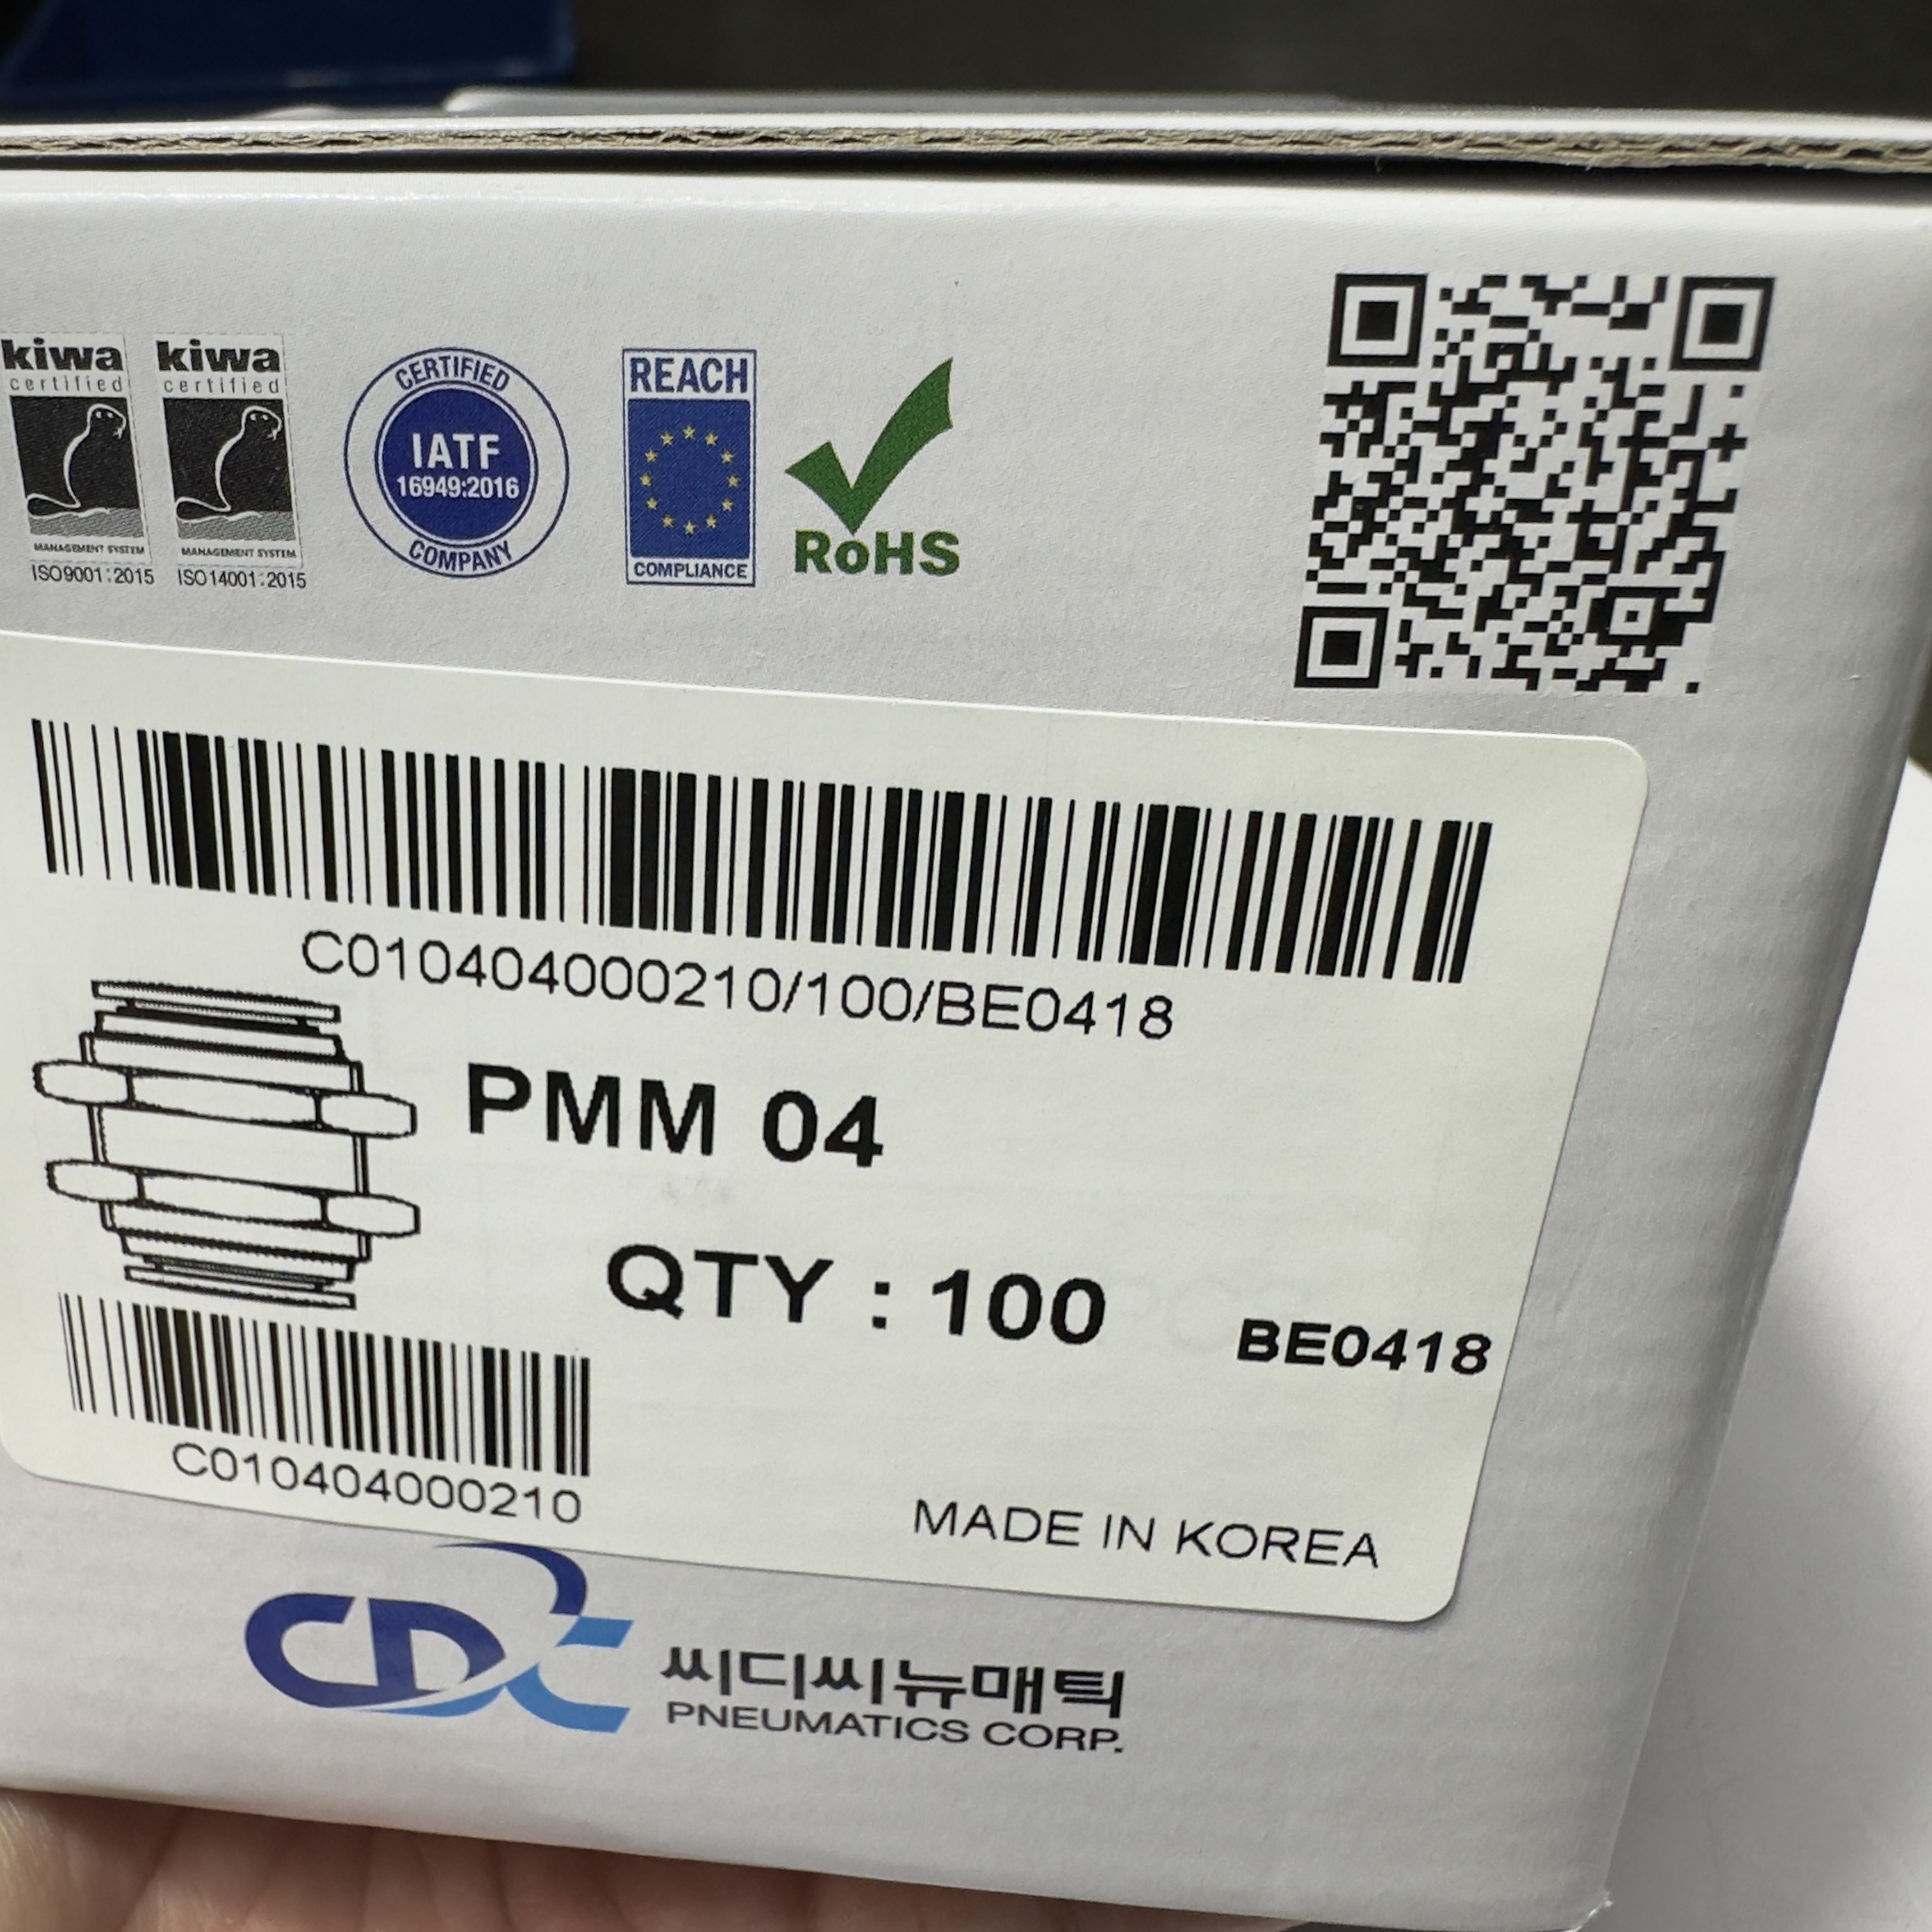 kiwa
certified
MANAGEMENT SYSTEM
ISO9001:2015
kiwa
certified
MANAGEMENT SYSTEM
ISO14001:2015
CERTIFIED
IATF
16949:2016
COMPANY
REACH
COMPLIANCE
RoHS
C010404000210/100/BE0418
PMM 04
QTY : 100
BE0418
C010404000210
MADE IN KOREA
CDC
씨디씨뉴매틱
PNEUMATICS CORP.